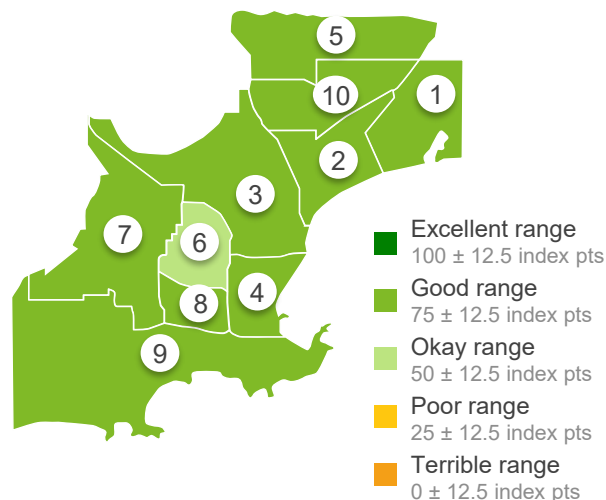 5
10
1
2
3
7
6
4
8
9
Excellent range
100 ± 12.5 index pts
Good range
75 ± 12.5 index pts
Okay range
50 ± 12.5 index pts
Poor range
25 ± 12.5 index pts
Terrible range
0 ± 12.5 index pts